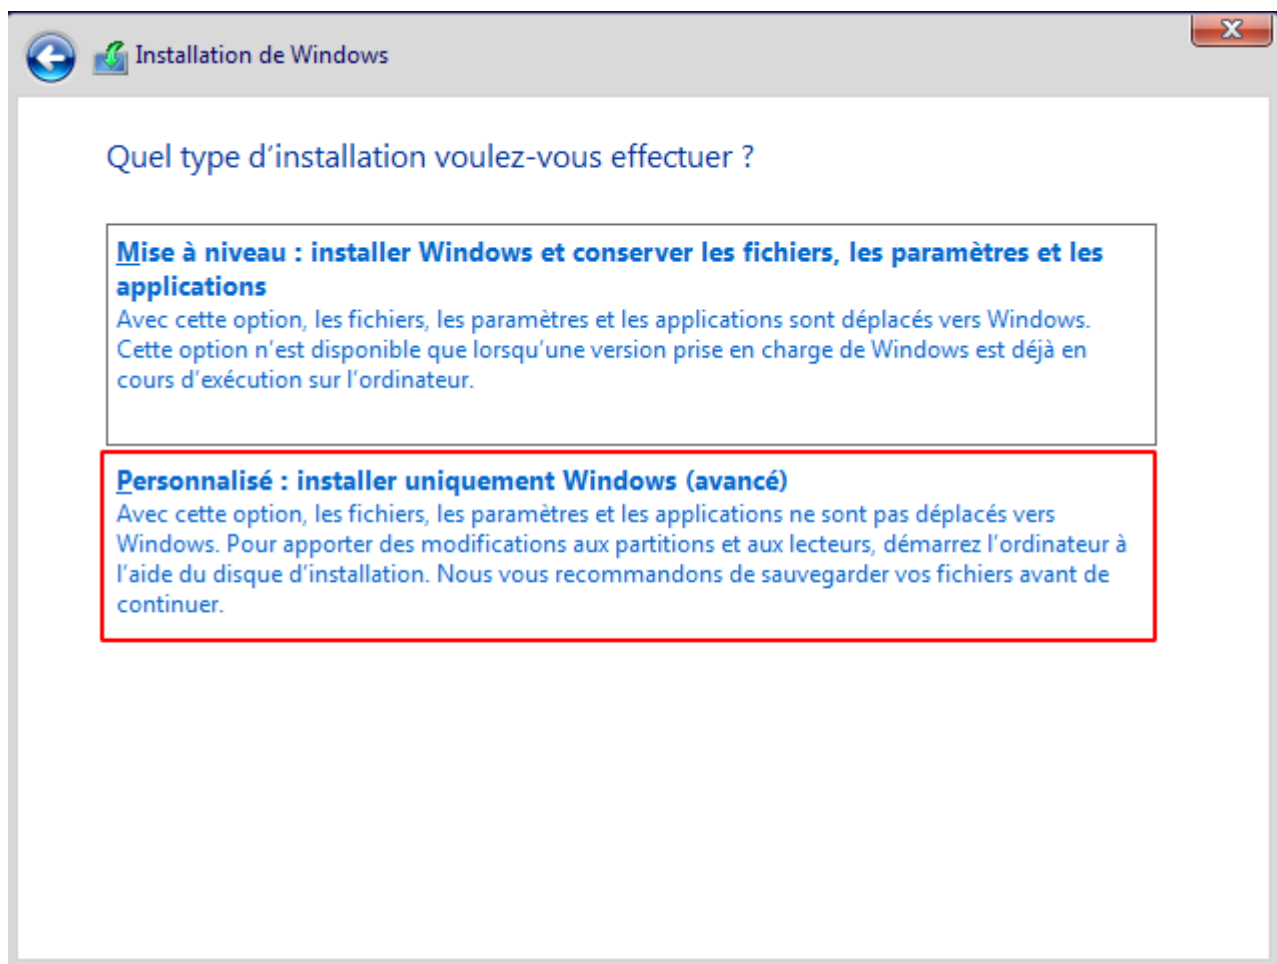 Installation de Windows
Quel type d’installation voulez-vous effectuer ?
Mise à niveau : installer Windows et conserver les fichiers, les paramètres et les
applications
Avec cette option, les fichiers, les paramètres et les applications sont déplacés vers Windows.
Cette option n’est disponible que lorsqu’une version prise en charge de Windows est déjà en
cours d’exécution sur l’ordinateur.
Personnalisé : installer uniquement Windows (avancé)
Avec cette option, les fichiers, les paramètres et les applications ne sont pas déplacés vers
Windows. Pour apporter des modifications aux partitions et aux lecteurs, démarrez l’ordinateur à
l’aide du disque d’installation. Nous vous recommandons de sauvegarder vos fichiers avant de
continuer.